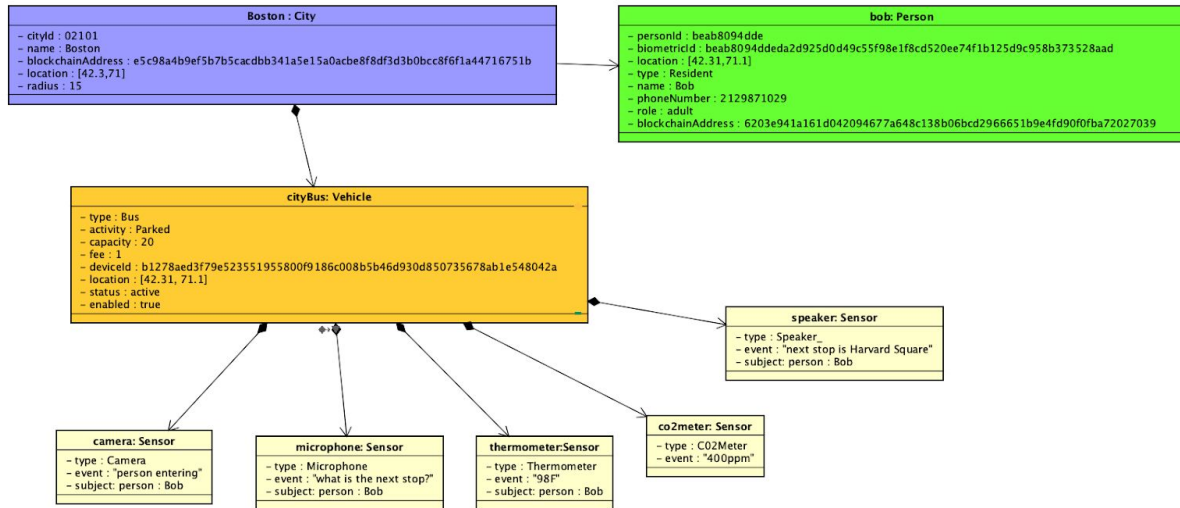 Boston : City
- cityId : 02101
- name : Boston
- blockchainAddress : e5c98a4b9ef5b7b5cacdbb341a5e15a0acbe8f8df3d3b0bcc8f6f1a44716751b
- location : [42.3,71]
- radius : 15
bob: Person
- personId : beab8094dde
- biometricId : beab8094ddeda2d925d0d49c55f98e1f8cd520ee74f1b125d9c958b373528aad
- location : [42.31,71.1]
- type : Resident
- name : Bob
- phoneNumber : 2129871029
- role : adult
- blockchainAddress : 6203e941a161d042094677a648c138b06bcd2966651b9e4fd90f0fba72027039
cityBus: Vehicle
- type : Bus
- activity : Parked
- capacity : 20
- fee : 1
- deviceId : b1278aed3f79e523551955800f9186c008b5b46d930d850735678ab1e548042a
- location : [42.31, 71.1]
- status : active
- enabled : true
speaker: Sensor
- type : Speaker_
- event : "next stop is Harvard Square"
- subject: person : Bob
camera: Sensor
- type : Camera
- event : "person entering"
- subject: person : Bob
microphone: Sensor
- type : Microphone
- event : "what is the next stop?"
- subject: person : Bob
thermometer:Sensor
- type : Thermometer
- event : "98F"
- subject: person : Bob
co2meter: Sensor
- type : C02Meter
- event : "400ppm"